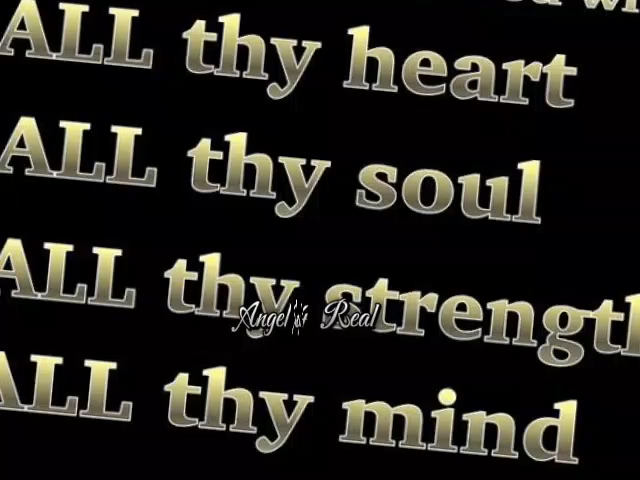 ALL thy heart
ALL thy soul
ALL thy strength
Angel Real
ALL thy mind